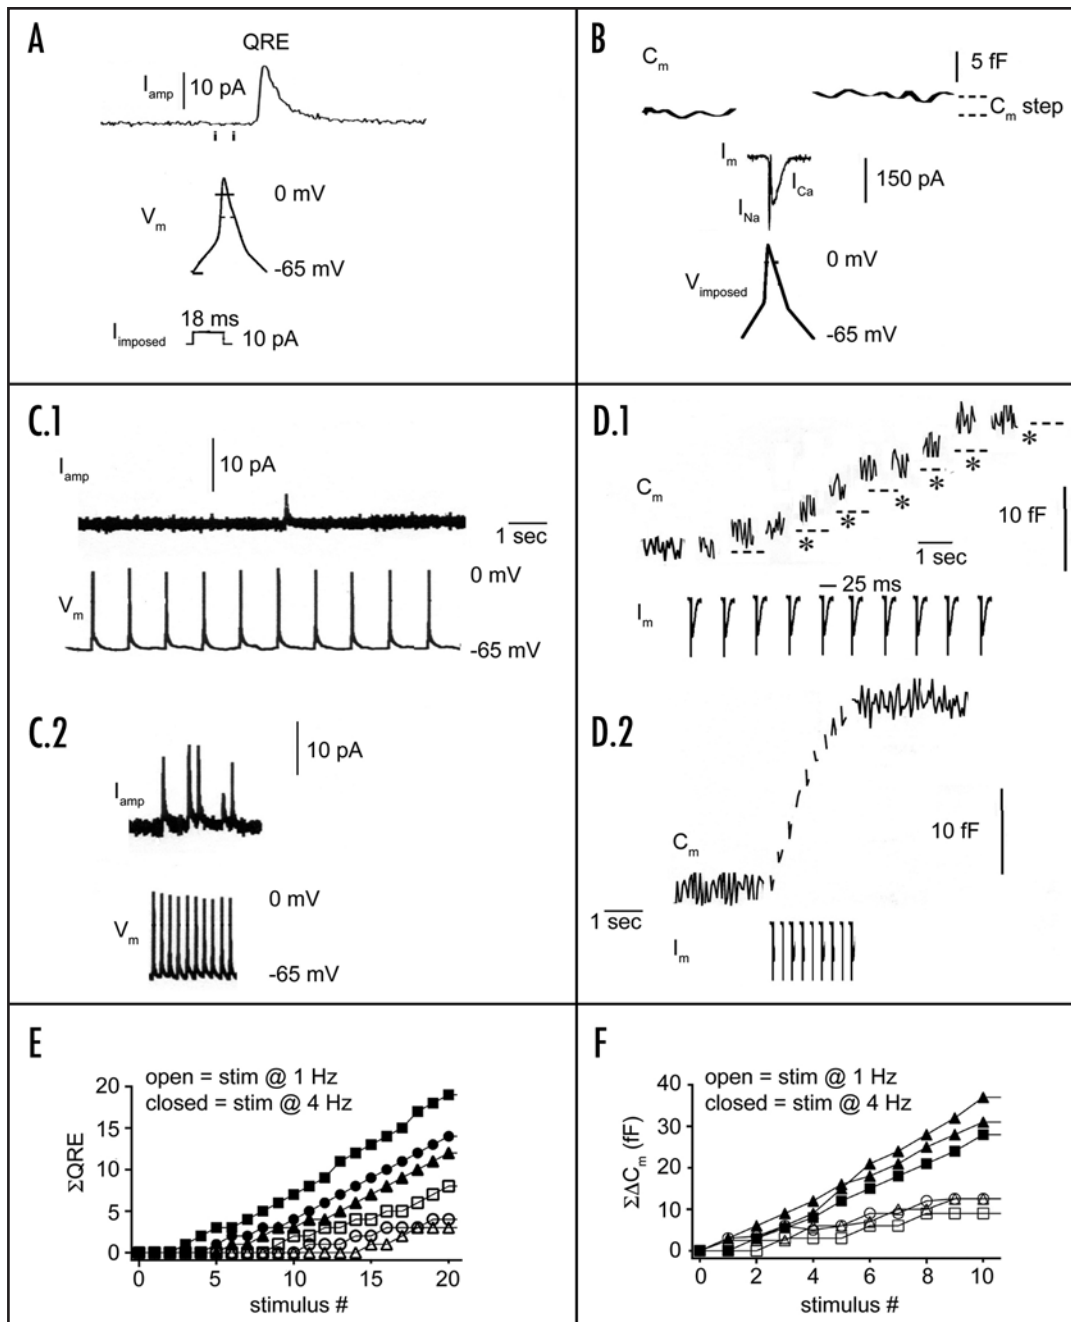 A
QRE
I amp
10 pA
i i
0 mV
V m
-65 mV
18 ms
I imposed
10 pA
B
C m
5 fF
C m step
I m
I Ca
150 pA
I Na
0 mV
V imposed
-65 mV
C.1
10 pA
I amp
1 sec
0 mV
V m
-65 mV
C.2
10 pA
I amp
0 mV
V m
-65 mV
D.1
C m
* * * * * * *
10 fF
1 sec
25 ms
I m
D.2
10 fF
C m
1 sec
I m
E
open = stim @ 1 Hz
closed = stim @ 4 Hz
20
15
10
5
0
ΣQRE
0 5 10 15 20
stimulus #
F
open = stim @ 1 Hz
closed = stim @ 4 Hz
40
30
20
10
0
ΣΔC m (fF)
0 2 4 6 8 10
stimulus #